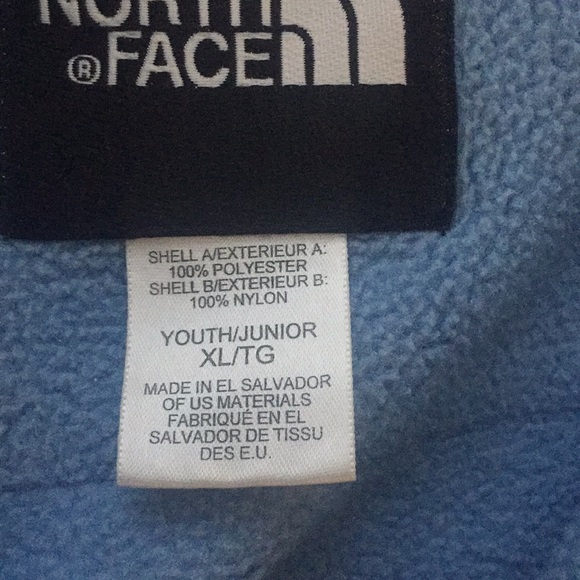 NORTH
® FACE
SHELL A/EXTERIEUR A:
100% POLYESTER
SHELL B/EXTERIEUR B:
100% NYLON
YOUTH/JUNIOR
XL/TG
MADE IN EL SALVADOR
OF US MATERIALS
FABRIQUÉ EN EL
SALVADOR DE TISSU
DES E.U.